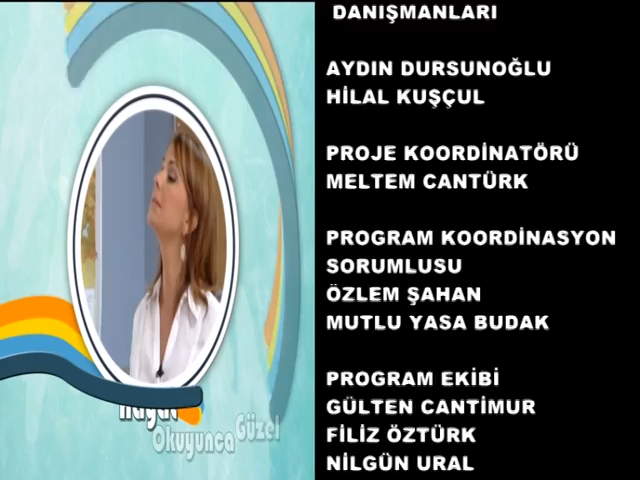 DANIŞMANLARI
AYDIN DURSUNOĞLU
HİLAL KUŞÇUL
PROJE KOORDİNATÖRÜ
MELTEM CANTÜRK
PROGRAM KOORDİNASYON
SORUMLUSU
ÖZLEM ŞAHAN
MUTLU YASA BUDAK
PROGRAM EKİBİ
GÜLTEN CANTİMUR
FİLİZ ÖZTÜRK
NİLGÜN URAL
Hayat
Okuyunca Güzel